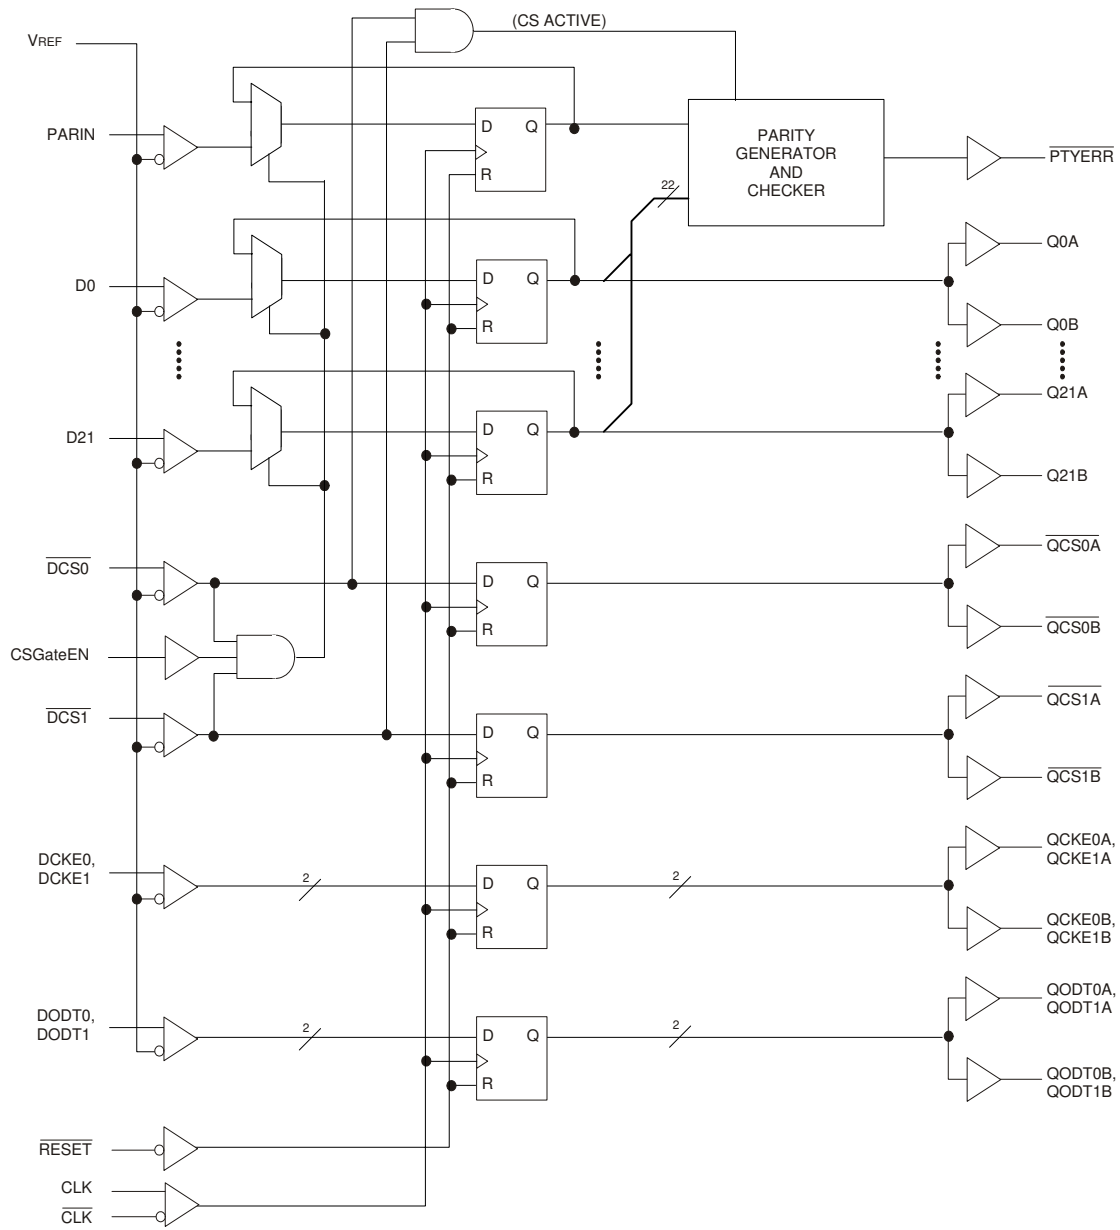 (CS ACTIVE)
VREF
PARIN
D Q
R
PARITY
GENERATOR
AND
CHECKER
22
PTYERR
D0
D Q
R
Q0A
Q0B
D21
D Q
R
Q21A
Q21B
DCS0
D Q
R
QCS0A
QCS0B
CSGateEN
DCS1
D Q
R
QCS1A
QCS1B
DCKE0,
DCKE1
2
D Q
R
2
QCKE0A,
QCKE1A
QCKE0B,
QCKE1B
DODT0,
DODT1
2
D Q
R
2
QODT0A,
QODT1A
QODT0B,
QODT1B
RESET
CLK
CLK